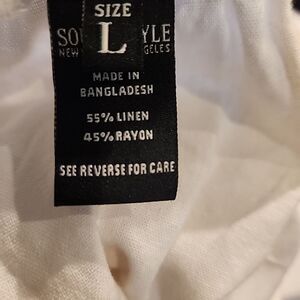 SIZE
L
MADE IN
BANGLADESH
55% LINEN
45% RAYON
SEE REVERSE FOR CARE